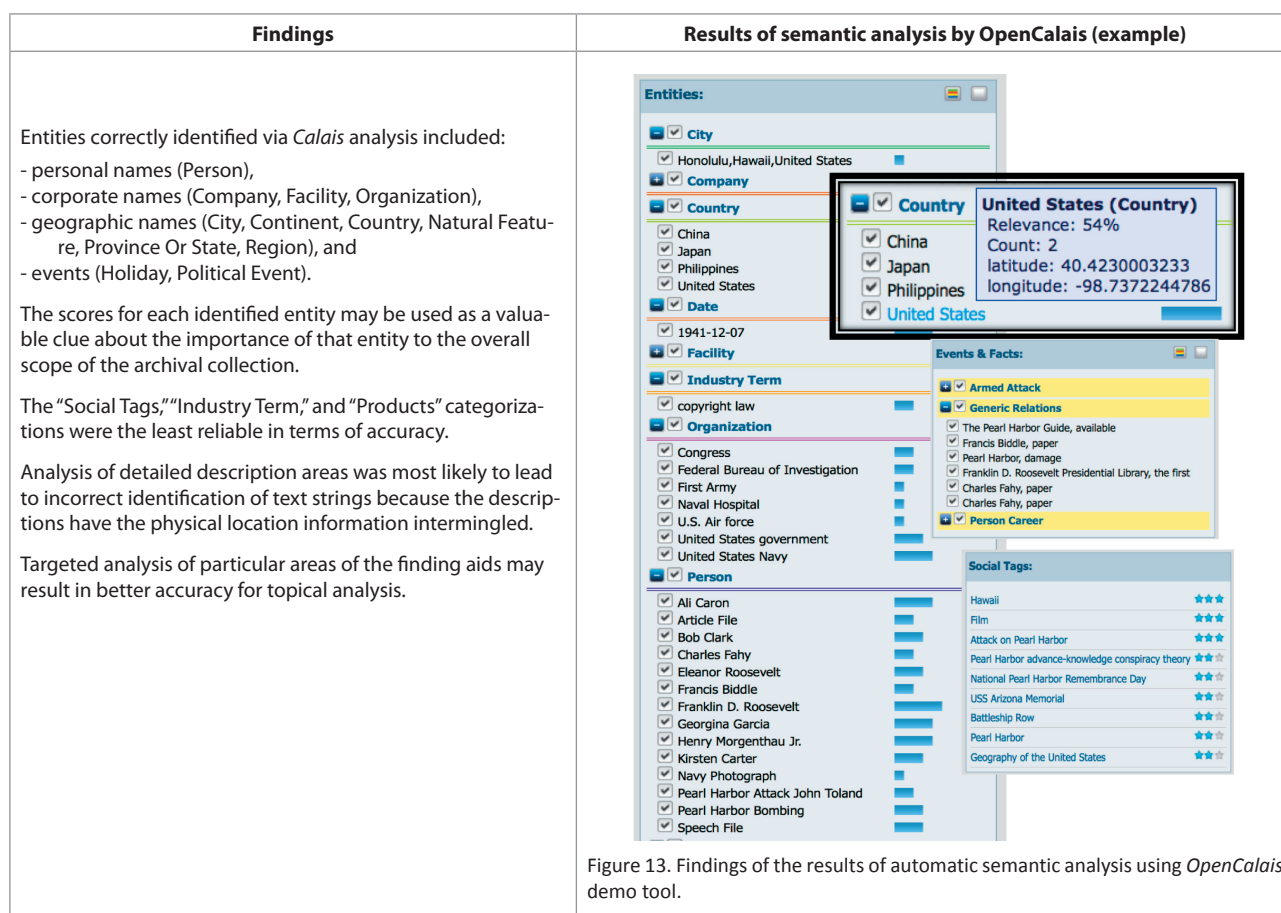 Findings
Results of semantic analysis by OpenCalais (example)
Entities correctly identified via Calais analysis included:
- personal names (Person),
- corporate names (Company, Facility, Organization),
- geographic names (City, Continent, Country, Natural Featu-
re, Province Or State, Region), and
- events (Holiday, Political Event).
The scores for each identified entity may be used as a valua-
ble clue about the importance of that entity to the overall
scope of the archival collection.
The “Social Tags,” “Industry Term,” and “Products” categoriza-
tions were the least reliable in terms of accuracy.
Analysis of detailed description areas was most likely to lead
to incorrect identification of text strings because the descrip-
tions have the physical location information intermingled.
Targeted analysis of particular areas of the finding aids may
result in better accuracy for topical analysis.
Entities:
City
Honolulu,Hawaii,United States
Company
Country
China
Japan
Philippines
United States
Date
1941-12-07
Facility
Industry Term
copyright law
Organization
Congress
Federal Bureau of Investigation
First Army
Naval Hospital
U.S. Air force
United States government
United States Navy
Person
Ali Caron
Article File
Bob Clark
Charles Fahy
Eleanor Roosevelt
Francis Biddle
Franklin D. Roosevelt
Georgina Garcia
Henry Morgenthau Jr.
Kirsten Carter
Navy Photograph
Pearl Harbor Attack John Toland
Pearl Harbor Bombing
Speech File
Country
China
Japan
Philippines
United States
United States (Country)
Relevance: 54%
Count: 2
latitude: 40.4230003233
longitude: -98.7372244786
Events & Facts:
Armed Attack
Generic Relations
The Pearl Harbor Guide, available
Francis Biddle, paper
Pearl Harbor, damage
Franklin D. Roosevelt Presidential Library, the first
Charles Fahy, paper
Charles Fahy, paper
Person Career
Social Tags:
Hawaii
Film
Attack on Pearl Harbor
Pearl Harbor advance-knowledge conspiracy theory
National Pearl Harbor Remembrance Day
USS Arizona Memorial
Battleship Row
Pearl Harbor
Geography of the United States
Figure 13. Findings of the results of automatic semantic analysis using OpenCalais
demo tool.